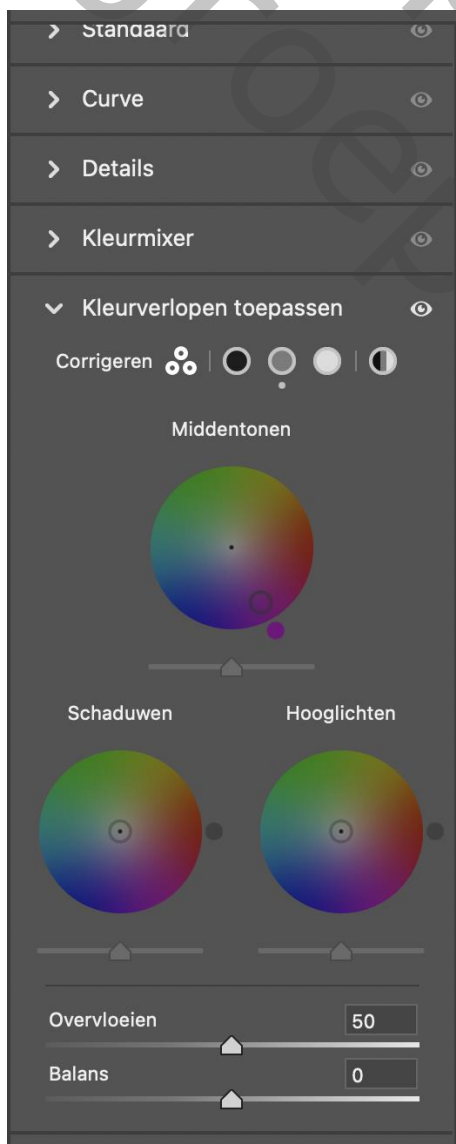 Standaard
Curve
Details
Kleurmixer
Kleurverlopen toepassen
Corrigeren
Middentonen
Schaduwen Hooglichten
Overvloeien 50
Balans 0